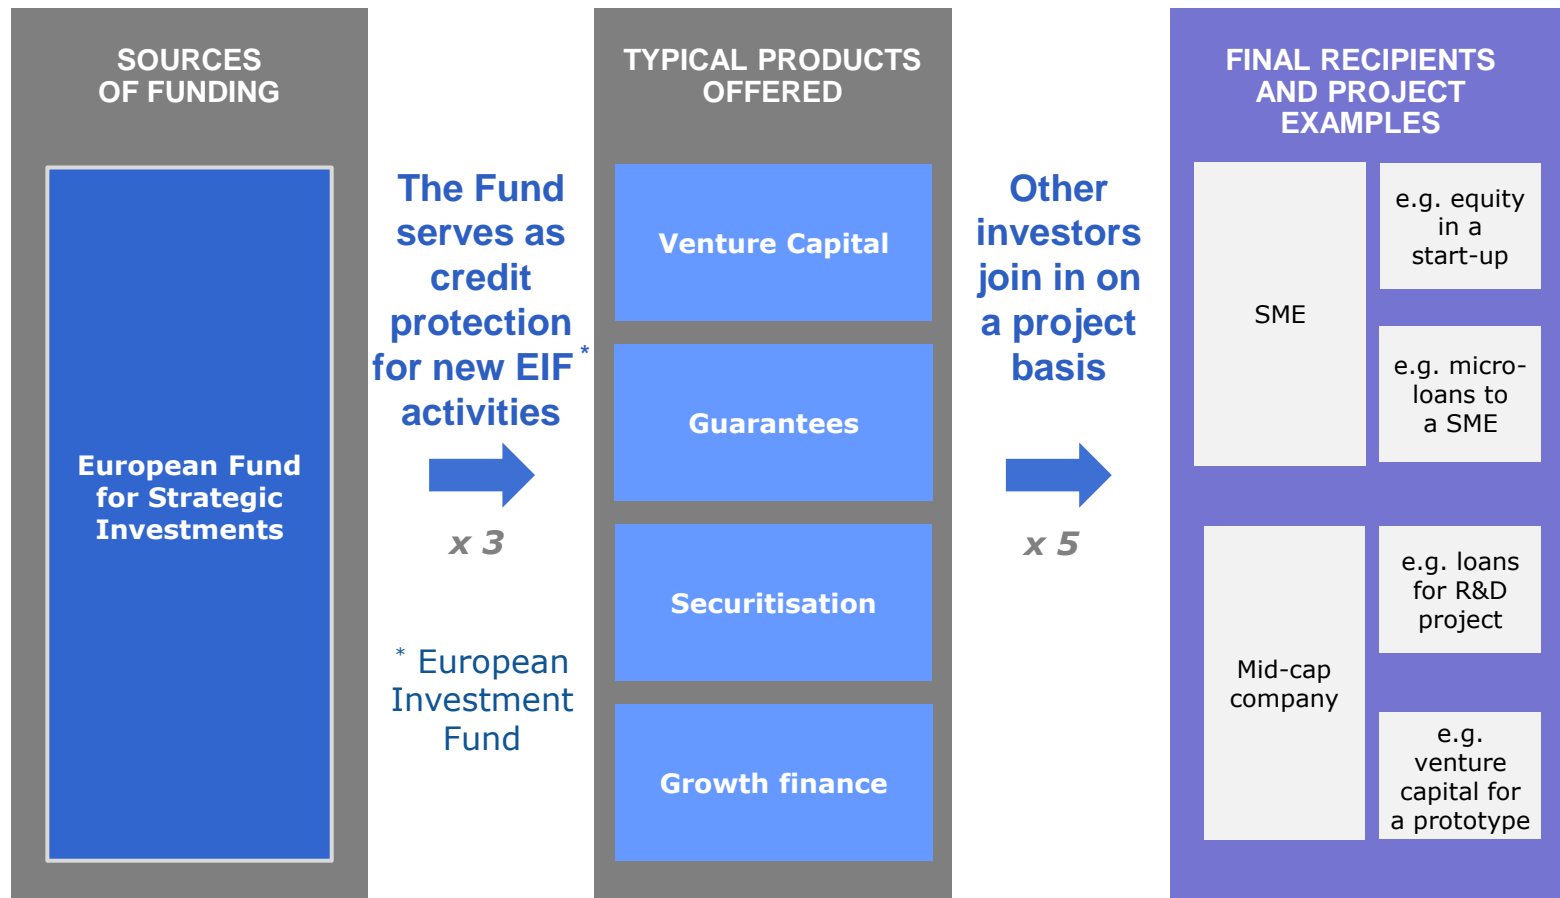 SOURCES
OF FUNDING
European Fund
for Strategic
Investments
The Fund
serves as
credit
protection
for new EIF *
activities
x 3
* European
Investment
Fund
TYPICAL PRODUCTS
OFFERED
Venture Capital
Guarantees
Securitisation
Growth finance
Other
investors
join in on
a project
basis
x 5
FINAL RECIPIENTS
AND PROJECT
EXAMPLES
SME
e.g. equity
in a
start-up
e.g. micro-
loans to
a SME
Mid-cap
company
e.g. loans
for R&D
project
e.g.
venture
capital for
a prototype